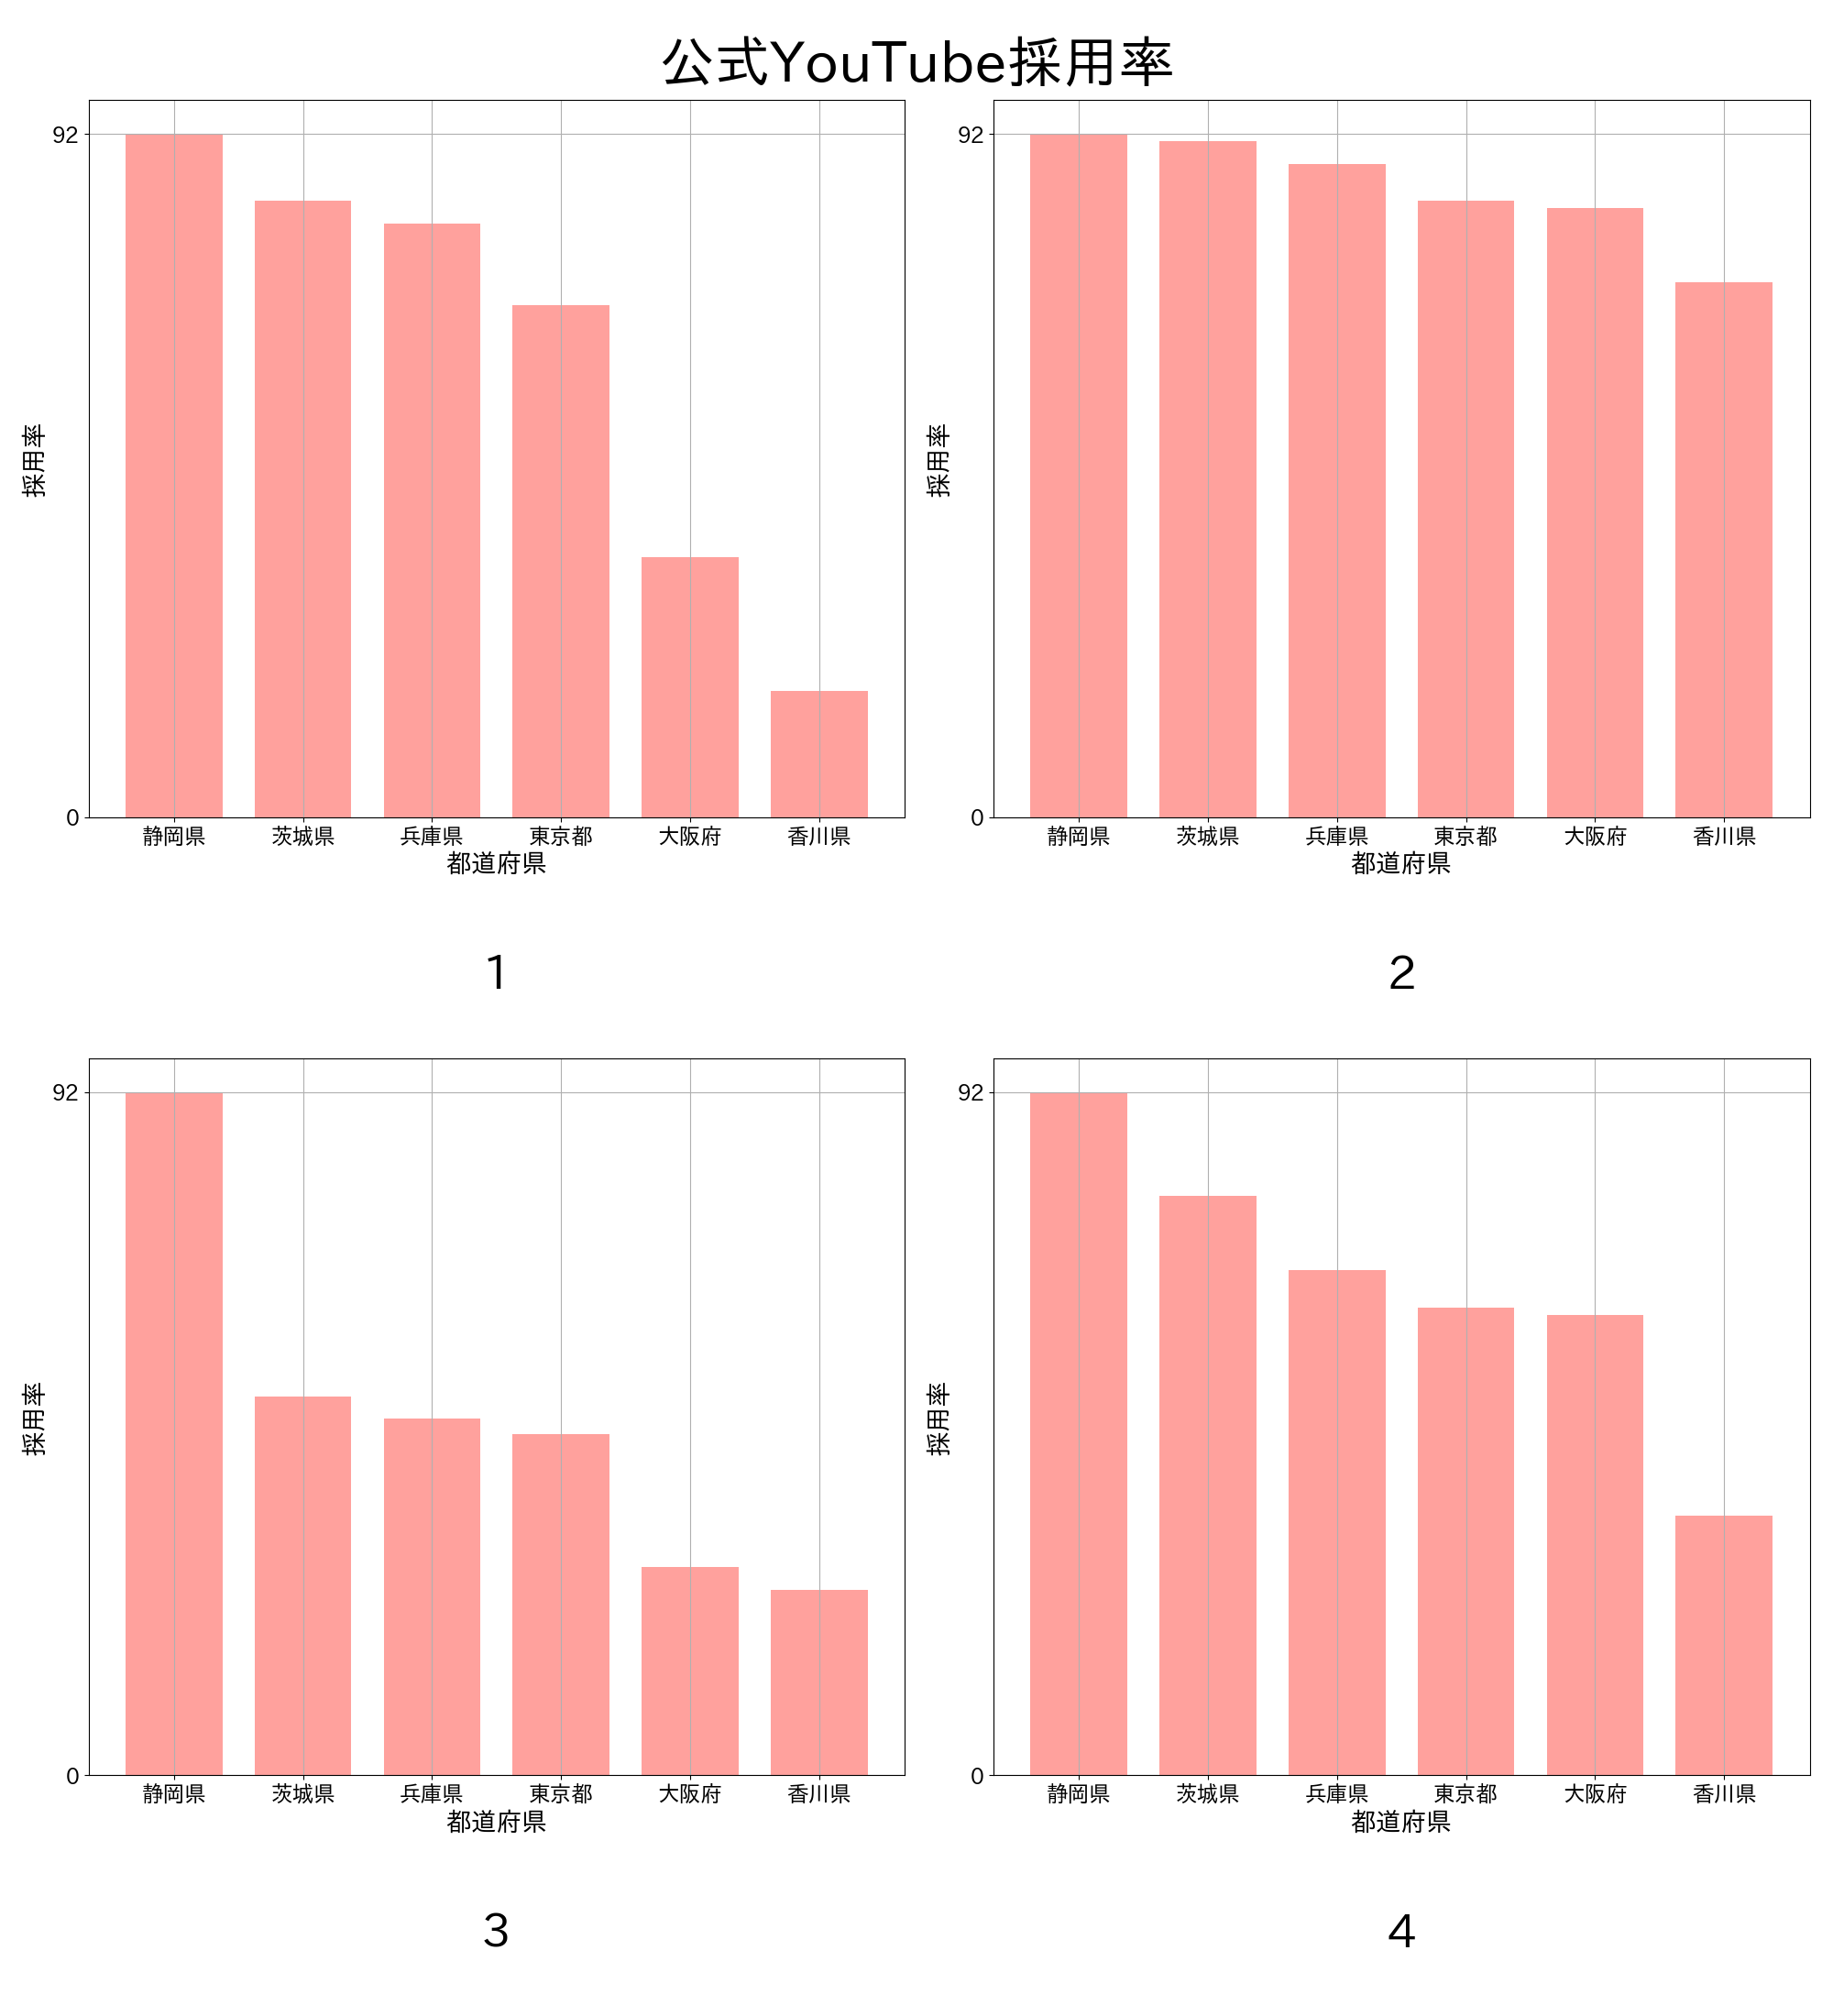 公式YouTube採用率
92
0
採用率
静岡県 茨城県 兵庫県 東京都 大阪府 香川県
都道府県
1
92
0
採用率
静岡県 茨城県 兵庫県 東京都 大阪府 香川県
都道府県
2
92
0
採用率
静岡県 茨城県 兵庫県 東京都 大阪府 香川県
都道府県
3
92
0
採用率
静岡県 茨城県 兵庫県 東京都 大阪府 香川県
都道府県
4